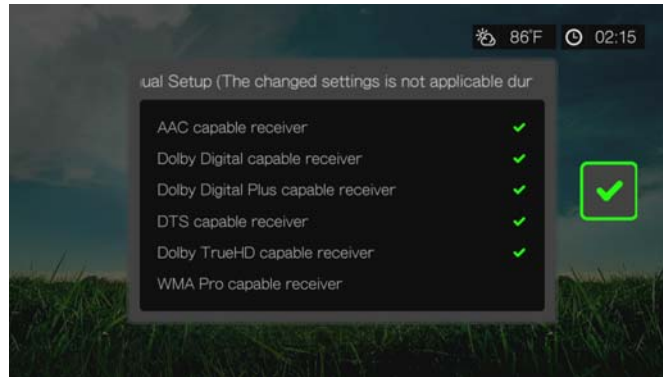 86°F 02:15
ual Setup (The changed settings is not applicable dur
AAC capable receiver
Dolby Digital capable receiver
Dolby Digital Plus capable receiver
DTS capable receiver
Dolby TrueHD capable receiver
WMA Pro capable receiver